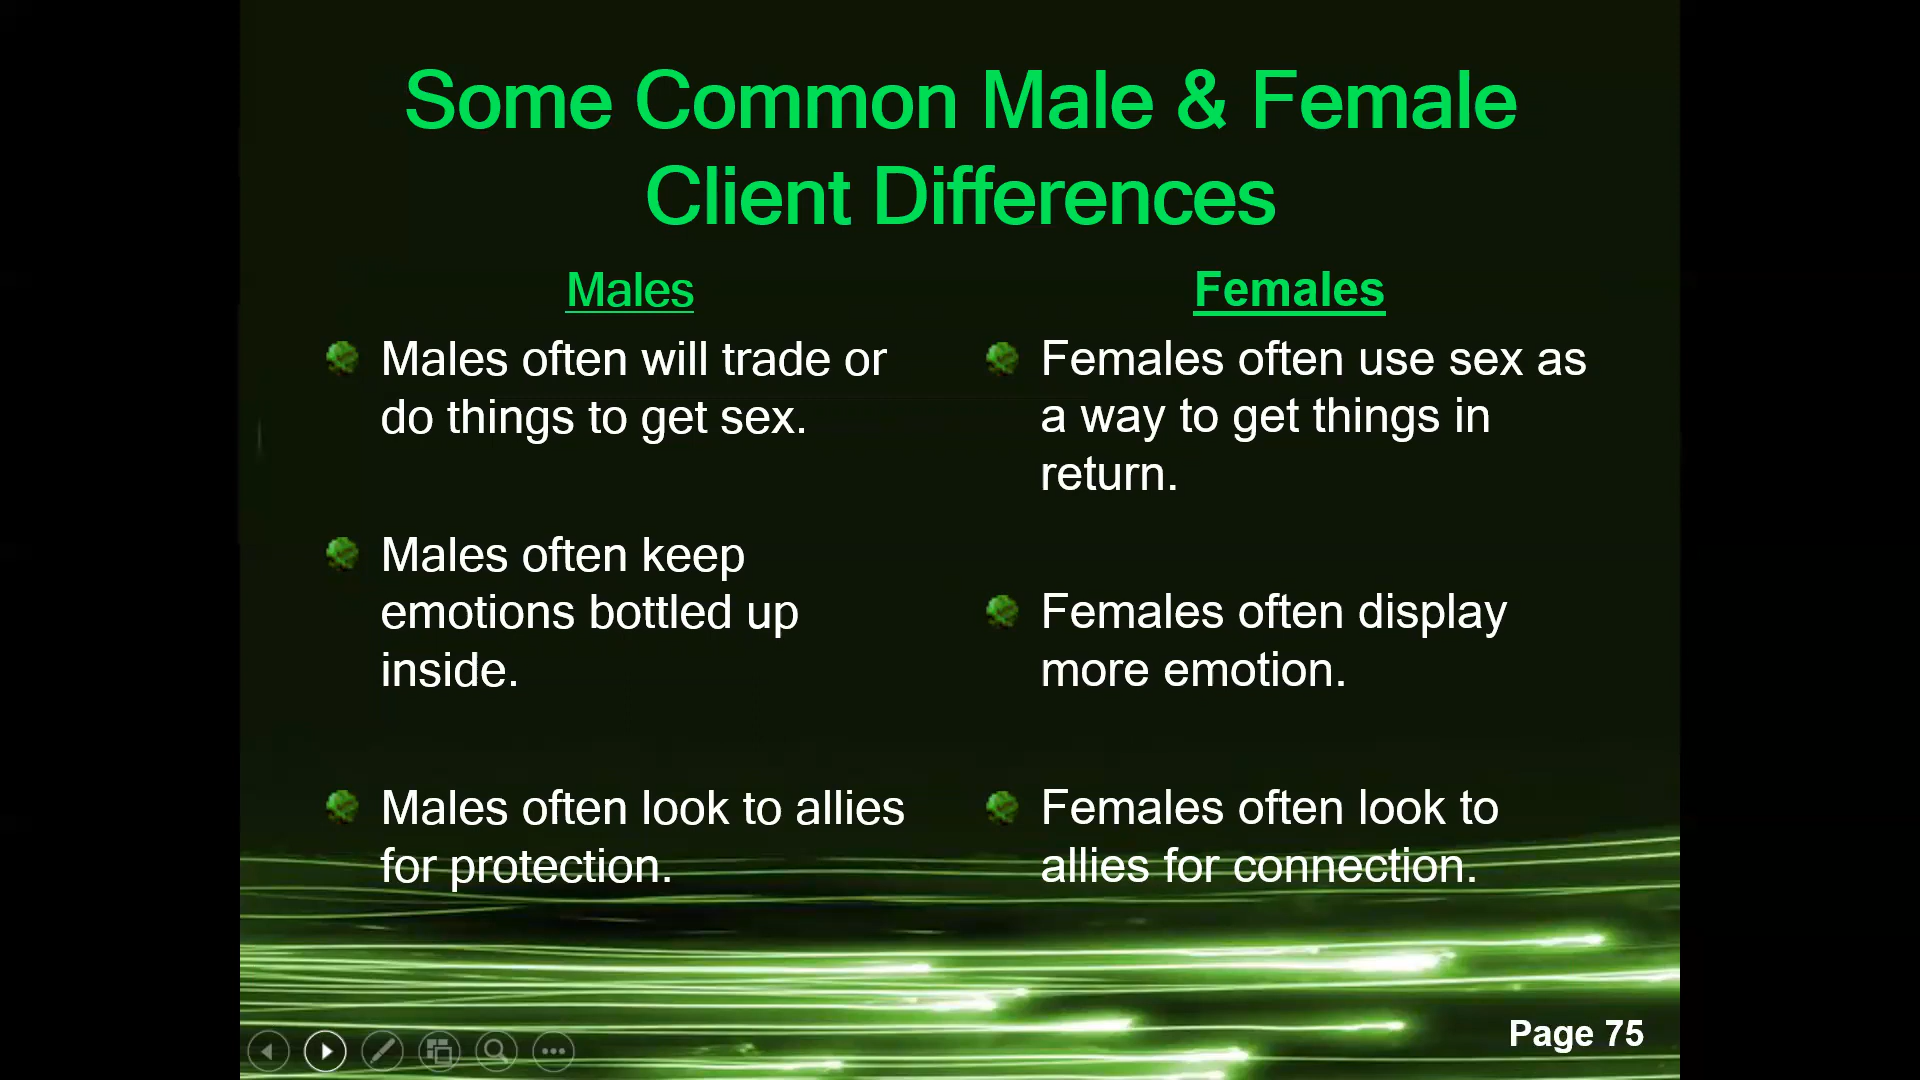 Some Common Male & Female
Client Differences
Males
Males often will trade or
do things to get sex.
Males often keep
emotions bottled up
inside.
Males often look to allies
for protection.
Females
Females often use sex as
a way to get things in
return.
Females often display
more emotion.
Females often look to
allies for connection.
Page 75